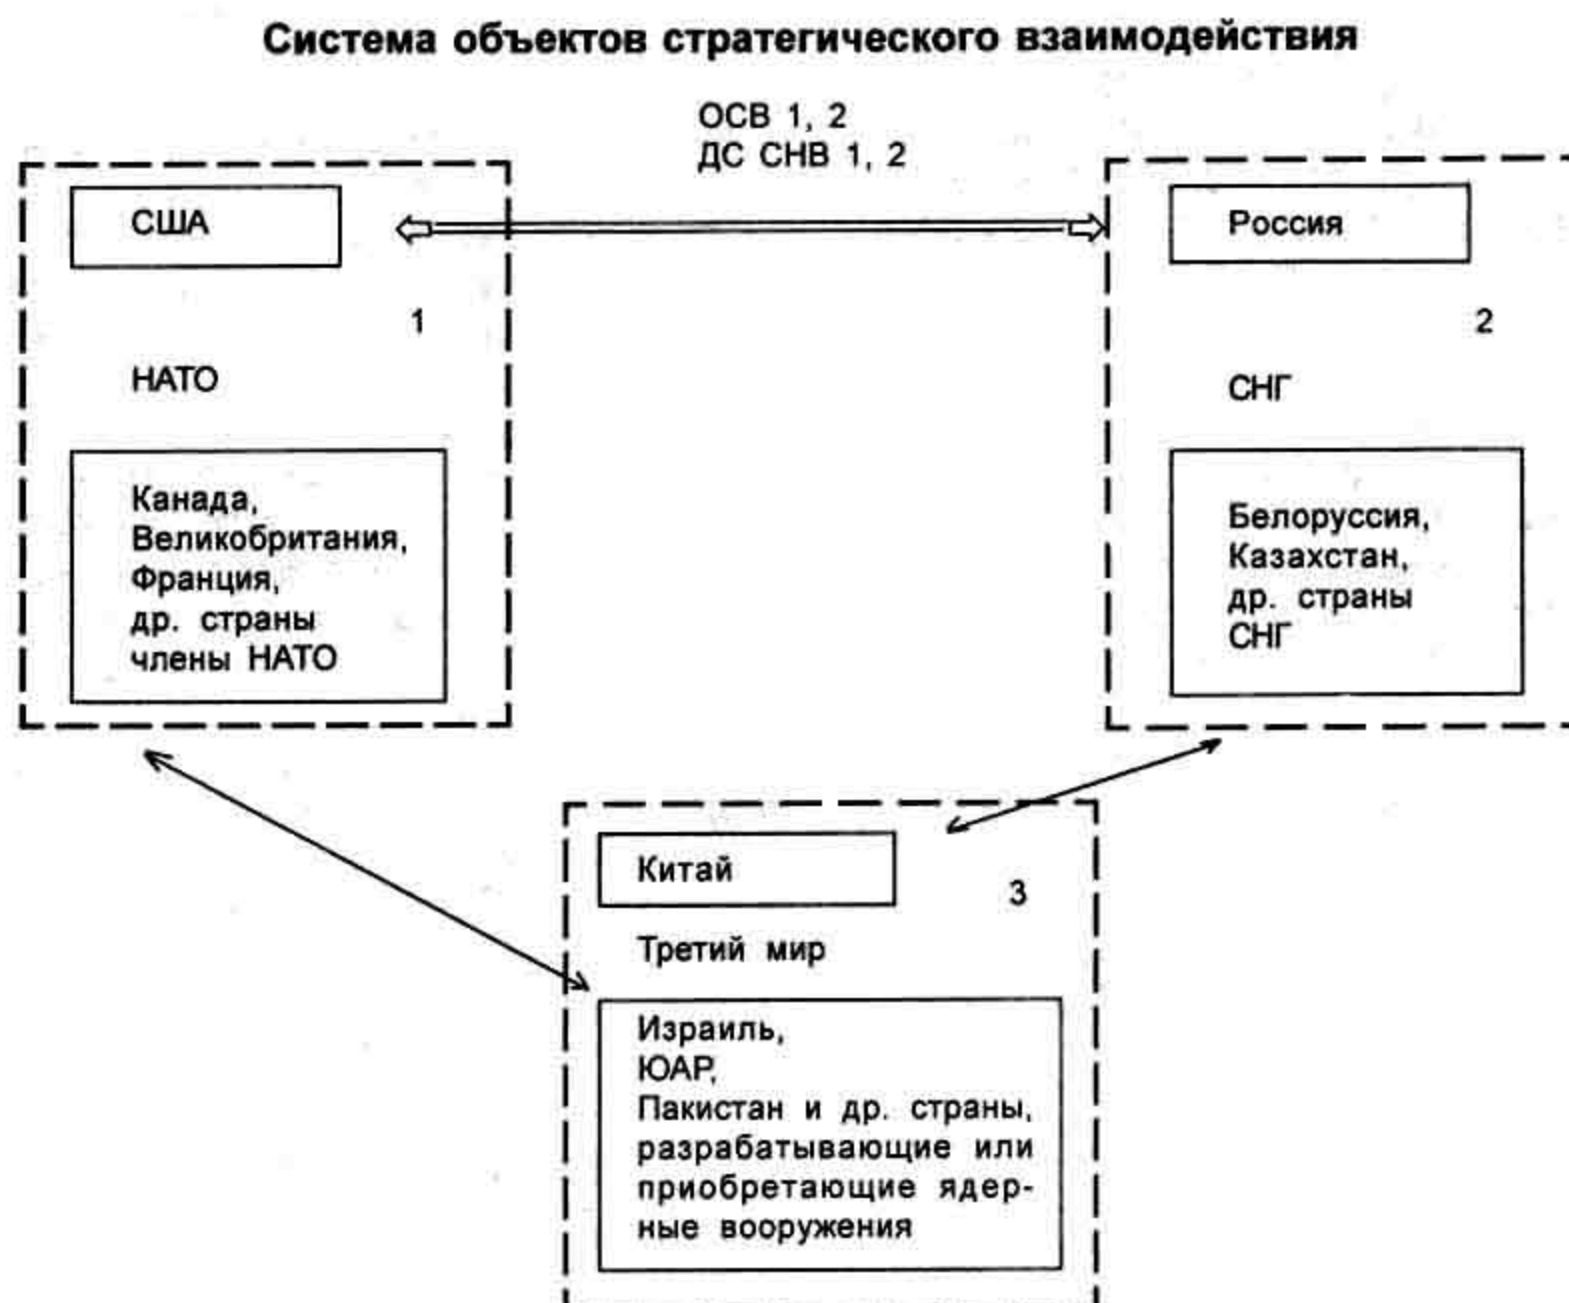 Система объектов стратегического взаимодействия
ОСВ 1, 2
ДС СНВ 1, 2
США
1
НАТО
Канада,
Великобритания,
Франция,
др. страны
члены НАТО
Россия
2
СНГ
Белоруссия,
Казахстан,
др. страны
СНГ
Китай
3
Третий мир
Израиль,
ЮАР,
Пакистан и др. страны,
разрабатывающие или
приобретающие ядер-
ные вооружения